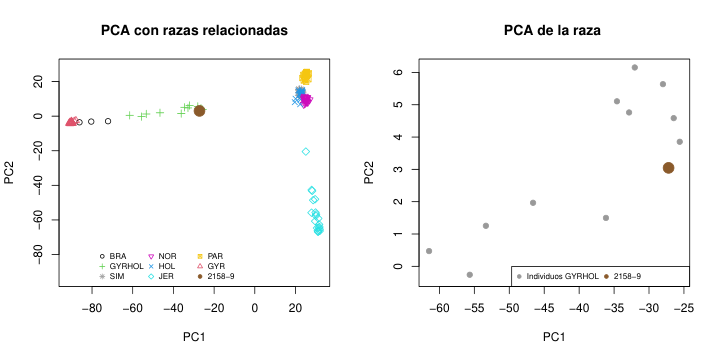 PCA con razas relacionadas
PC2
20
0
−20
−40
−60
−80
BRA NOR PAR
GYRHOL HOL GYR
SIM JER 2158−9
−80 −60 −40 −20 0 20
PC1
PCA de la raza
PC2
6
5
4
3
2
1
0
Individuos GYRHOL 2158−9
−60 −55 −50 −45 −40 −35 −30 −25
PC1